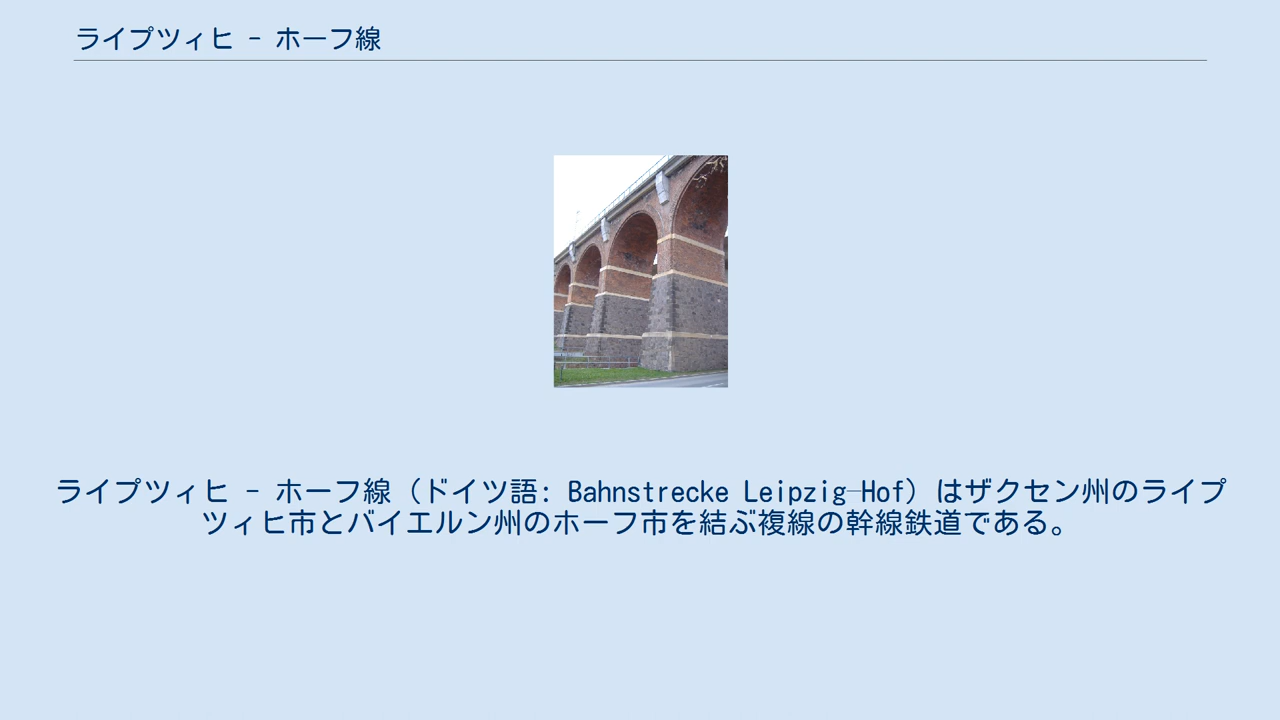 ライプツィヒ - ホーフ線
ライプツィヒ - ホーフ線 (ドイツ語: Bahnstrecke Leipzig–Hof) はザクセン州のライプ
ツィヒ市とバイエルン州のホーフ市を結ぶ複線の幹線鉄道である。